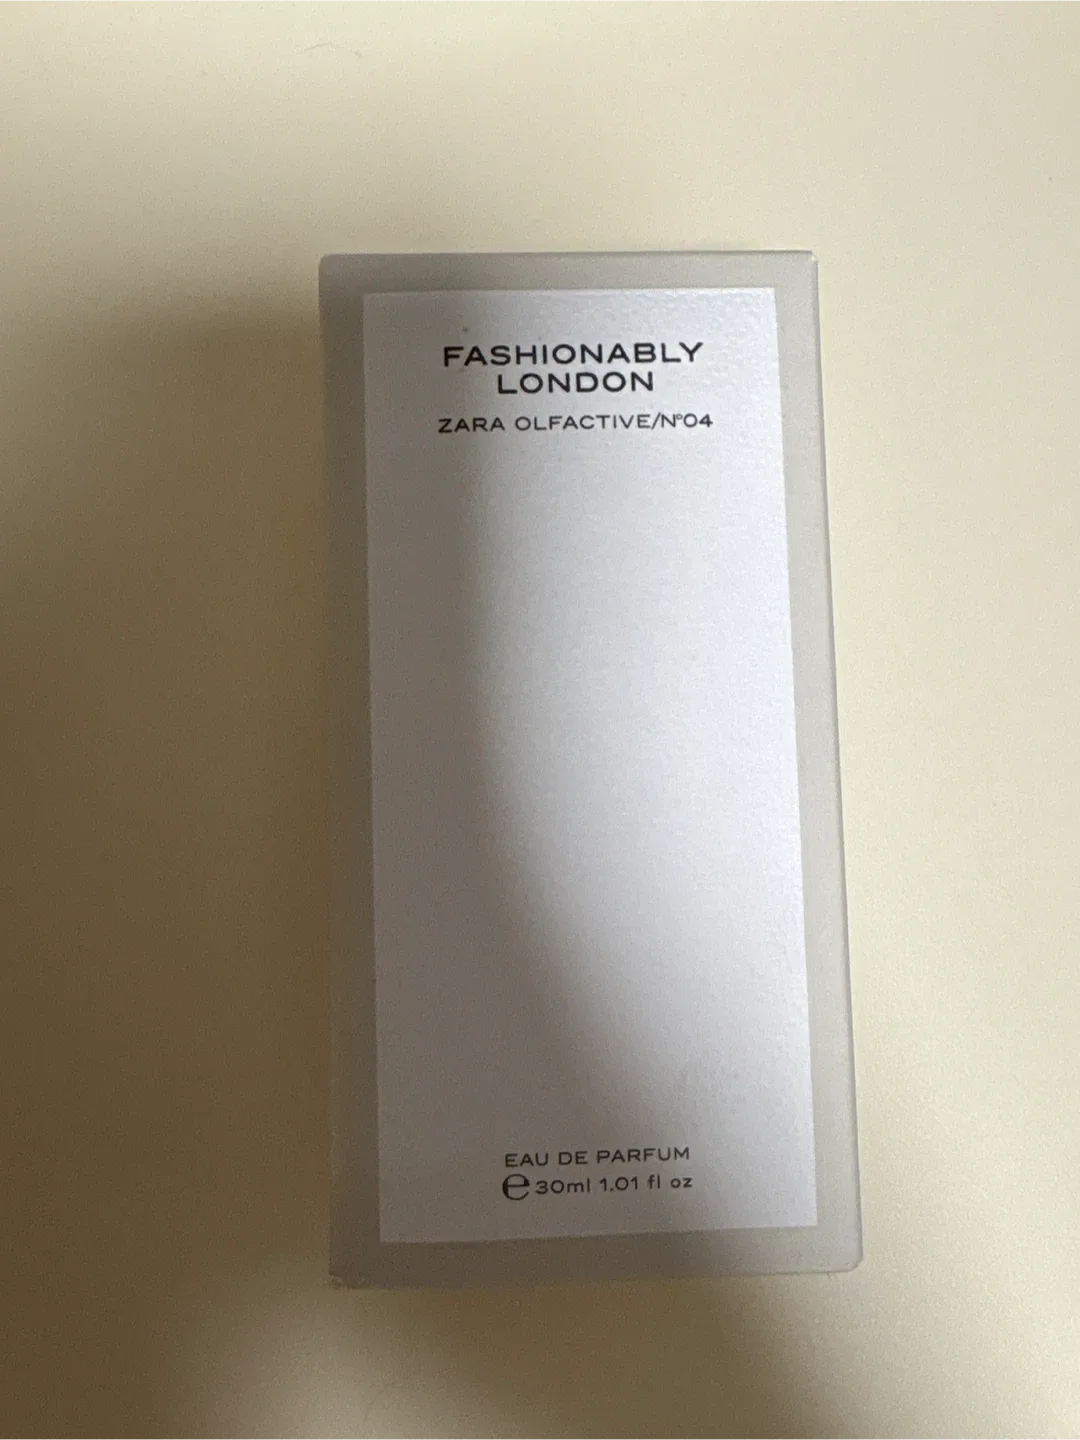 FASHIONABLY
LONDON
ZARA OLFACTIVE/Nº04
EAU DE PARFUM
℮30ml 1.01 fl oz